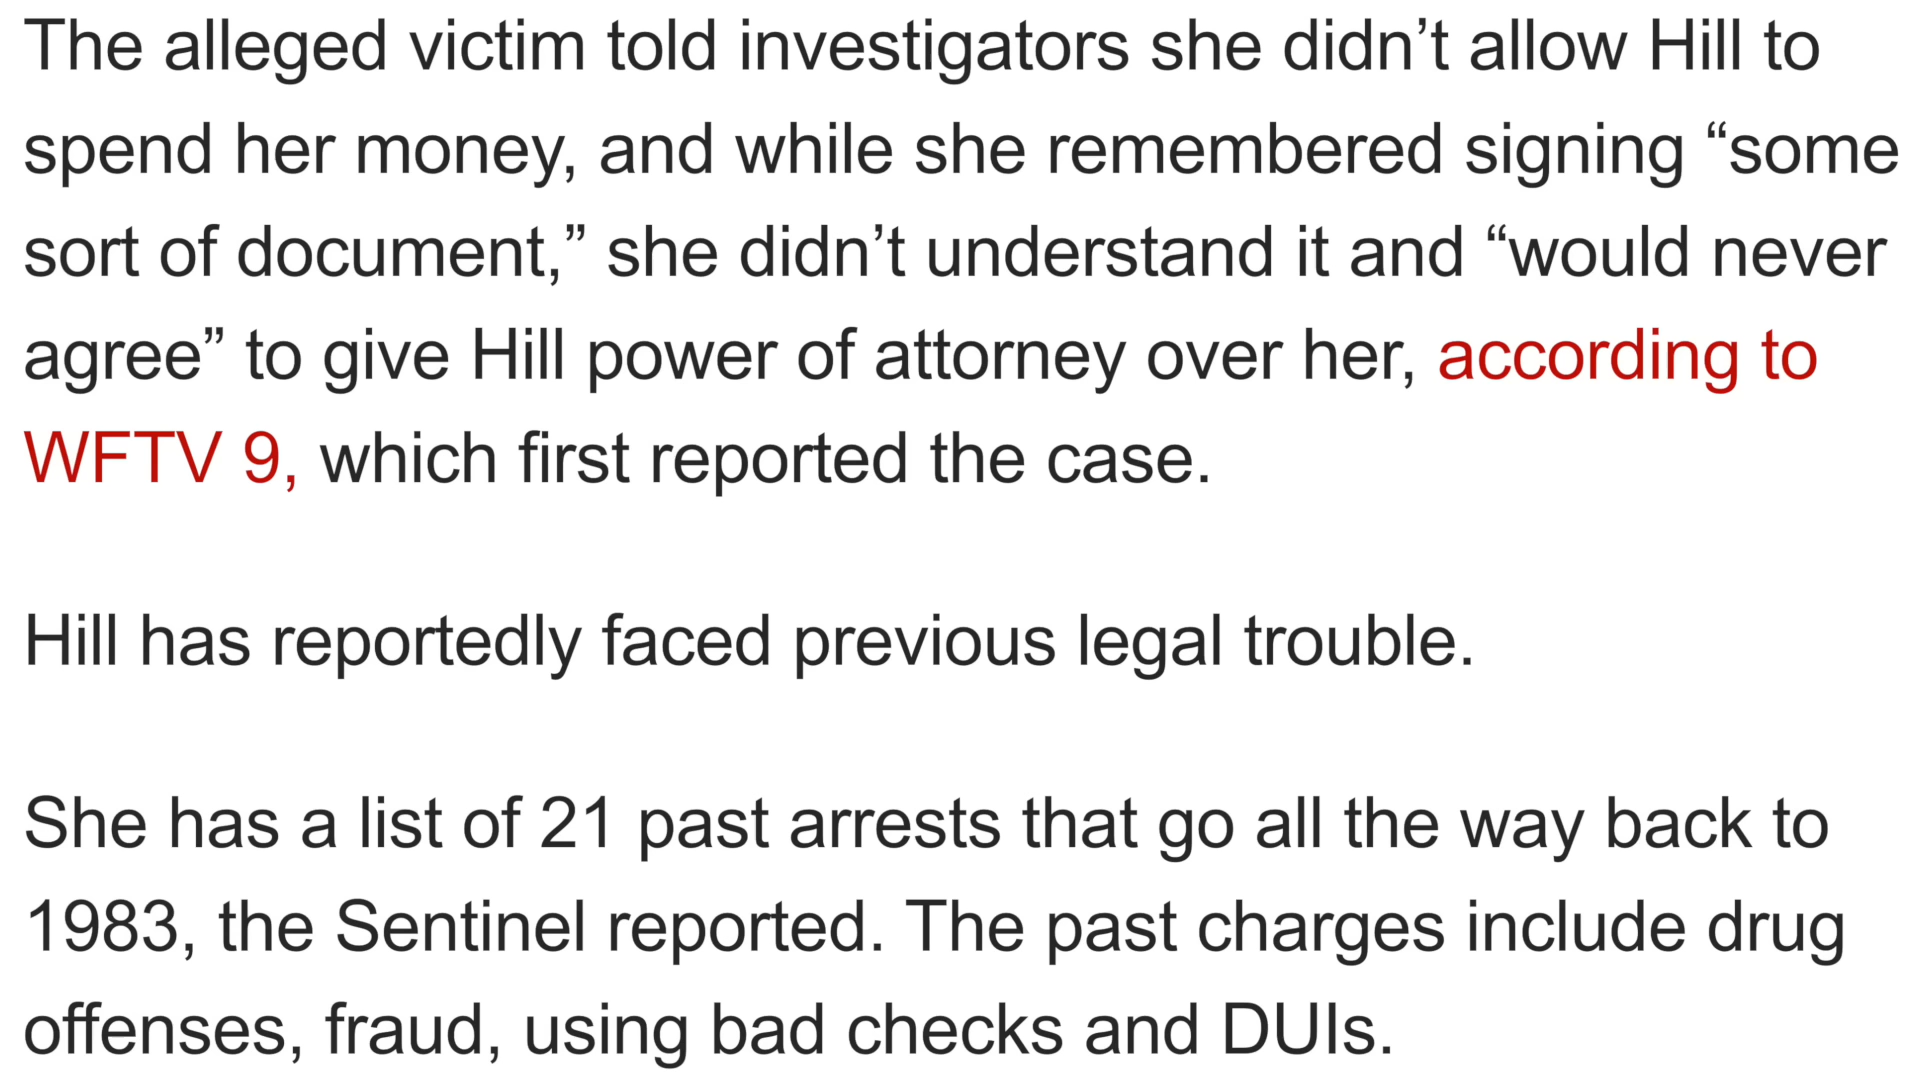 The alleged victim told investigators she didn’t allow Hill to
spend her money, and while she remembered signing “some
sort of document,” she didn’t understand it and “would never
agree” to give Hill power of attorney over her, according to
WFTV 9, which first reported the case.
Hill has reportedly faced previous legal trouble.
She has a list of 21 past arrests that go all the way back to
1983, the Sentinel reported. The past charges include drug
offenses, fraud, using bad checks and DUIs.